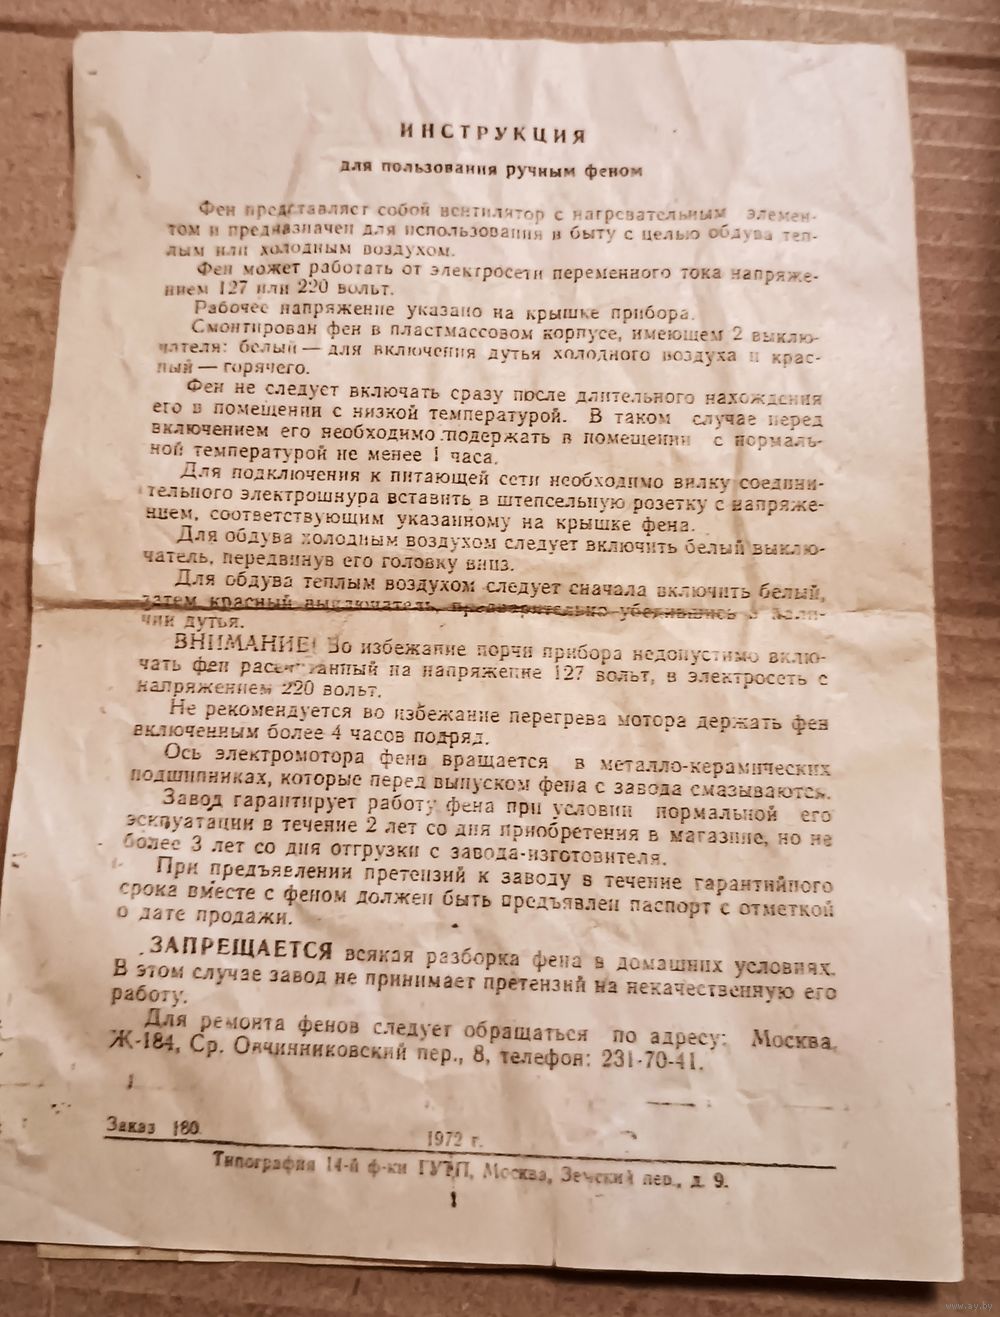 ИНСТРУКЦИЯ
для пользования ручным феном
Фен представляет собой вентилятор с нагревательным элемен-
том и предназначен для использования в быту с целью обдува теп-
лым или холодным воздухом.
Фен может работать от электросети переменного тока напряже-
нием 127 или 220 вольт.
Рабочее напряжение указано на крышке прибора.
Смонтирован фен в пластмассовом корпусе, имеющем 2 выклю-
чателя: белый — для включения дутья холодного воздуха и крас-
ный — горячего.
Фен не следует включать сразу после длительного нахождения
его в помещении с низкой температурой. В таком случае перед
включением его необходимо подержать в помещении с нормаль-
ной температурой не менее 1 часа.
Для подключения к питающей сети необходимо вилку соедини-
тельного электрошнура вставить в штепсельную розетку с напряже-
нием, соответствующим указанному на крышке фена.
Для обдува холодным воздухом следует включить белый выклю-
чатель, передвинув его головку вниз.
Для обдува теплым воздухом следует сначала включить белый,
затем красный выключатель, предварительно убедившись в нали-
чии дутья.
ВНИМАНИЕ! Во избежание порчи прибора недопустимо вклю-
чать фен рассчитанный на напряжение 127 вольт, в электросеть с
напряжением 220 вольт.
Не рекомендуется во избежание перегрева мотора держать фен
включенным более 4 часов подряд.
Ось электромотора фена вращается в металло-керамических
подшипниках, которые перед выпуском фена с завода смазываются.
Завод гарантирует работу фена при условии нормальной его
эсплуатации в течение 2 лет со дня приобретения в магазине, но не
более 3 лет со дня отгрузки с завода-изготовителя.
При предъявлении претензий к заводу в течение гарантийного
срока вместе с феном должен быть предъявлен паспорт с отметкой
о дате продажи.
ЗАПРЕЩАЕТСЯ всякая разборка фена в домашних условиях.
В этом случае завод не принимает претензий на некачественную его
работу.
Для ремонта фенов следует обращаться по адресу: Москва,
Ж-184, Ср. Овчинниковский пер., 8, телефон: 231-70-41.
Заказ 180
1972 г.
Типография 14-й ф-ки ГУТП, Москва, Земский пер., д. 9.
1
www.ay.by